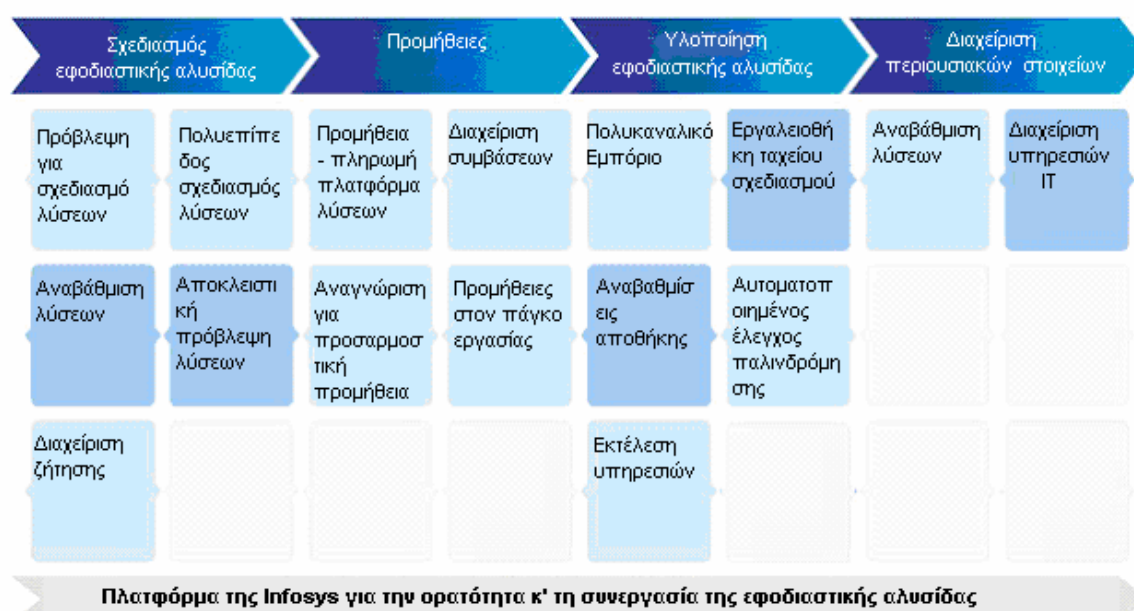 Σχεδιασμός
εφοδιαστικής αλυσίδας
Προμήθειες
Υλοποίηση
εφοδιαστικής αλυσίδας
Διαχείριση
περιουσιακών στοιχείων
Πρόβλεψη
για
σχεδιασμό
λύσεων
Πολυεπίπε
δος
σχεδιασμός
λύσεων
Προμήθεια
- πληρωμή
πλατφόρμα
λύσεων
Διαχείριση
συμβάσεων
Πολυκαναλικό
Εμπόριο
Εργαλειοθή
κη ταχείου
σχεδιασμού
Αναβάθμιση
λύσεων
Διαχείριση
υπηρεσιών
IT
Αναβάθμιση
λύσεων
Αποκλειστ
κή
πρόβλεψη
λύσεων
Αναγνώριση
για
προσαρμοσ
τική
προμήθεια
Προμήθειες
στον πάγκο
εργασίας
Αναβαθμίσ
εις
αποθήκης
Αυτοματοπ
οιημένος
έλεγχος
παλινδρόμη
σης
Διαχείριση
ζήτησης
Εκτέλεση
υπηρεσιών
Πλατφόρμα της Infosys για την ορατότητα κ' τη συνεργασία της εφοδιαστικής αλυσίδας